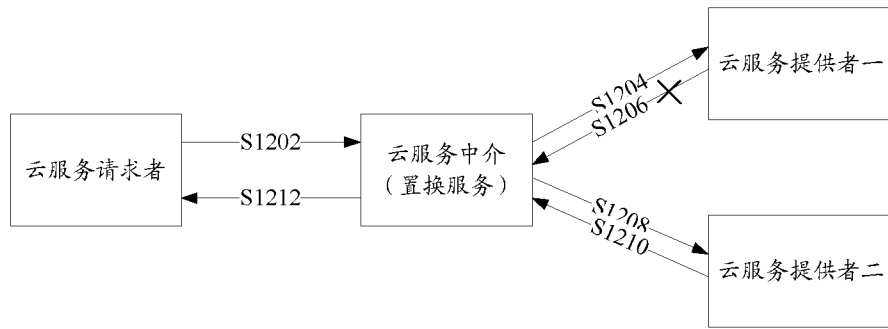 云服务请求者
S1202
S1212
云服务中介
（置换服务）
S1204
S1206
S1208
S1210
云服务提供者一
云服务提供者二